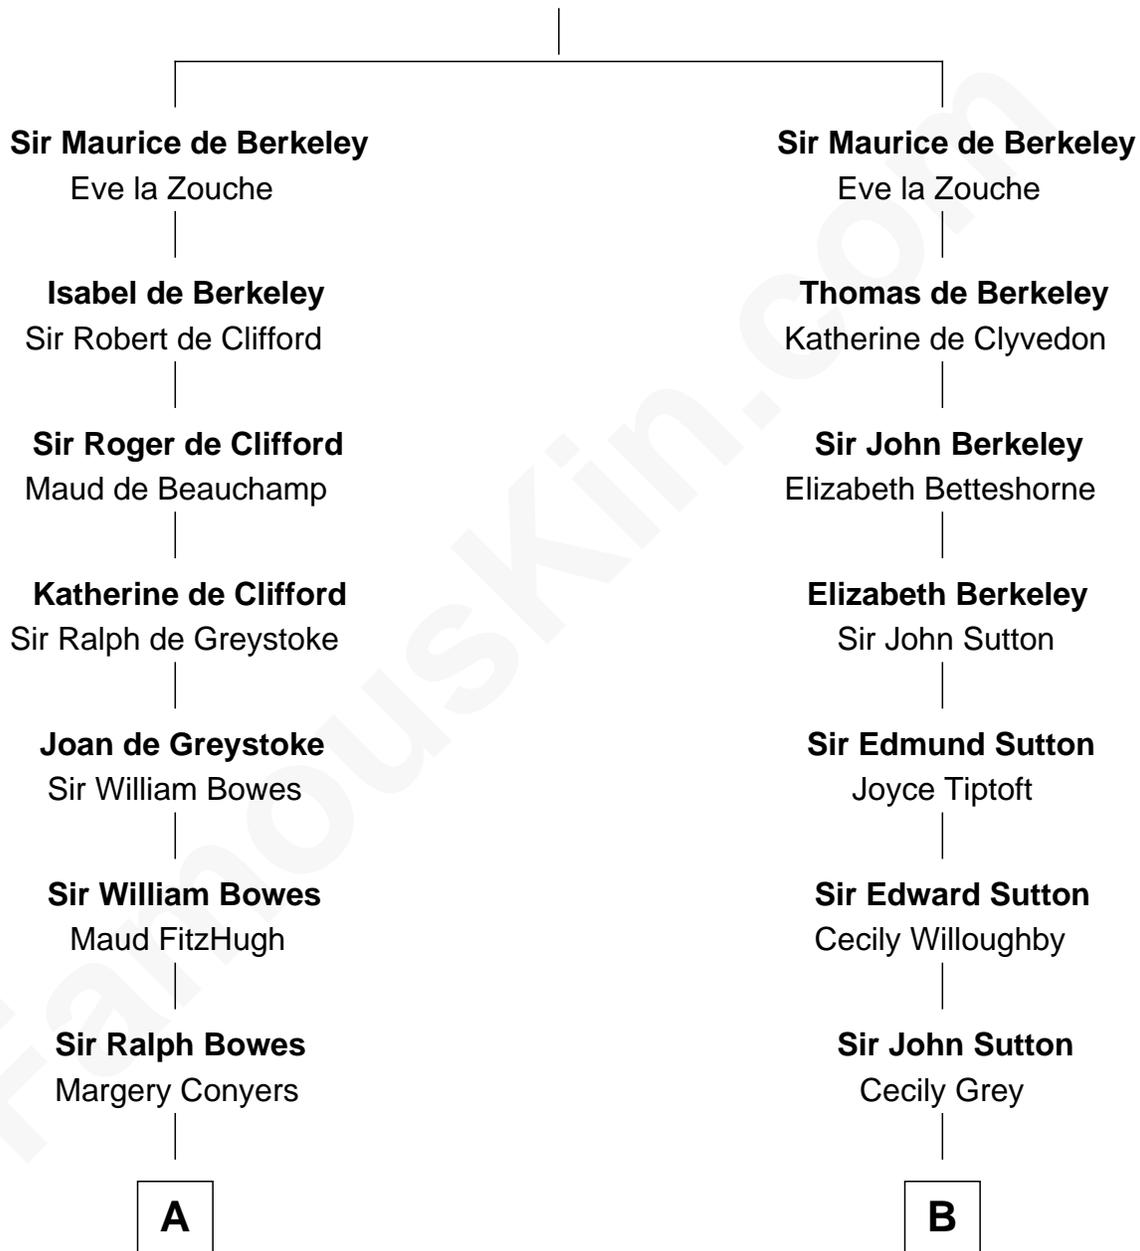 Sir Maurice de Berkeley
Eve la Zouche
Isabel de Berkeley
Sir Robert de Clifford
Sir Roger de Clifford
Maud de Beauchamp
Katherine de Clifford
Sir Ralph de Greystoke
Joan de Greystoke
Sir William Bowes
Sir William Bowes
Maud FitzHugh
Sir Ralph Bowes
Margery Conyers
A
Sir Maurice de Berkeley
Eve la Zouche
Thomas de Berkeley
Katherine de Clyvedon
Sir John Berkeley
Elizabeth Betteshorne
Elizabeth Berkeley
Sir John Sutton
Sir Edmund Sutton
Joyce Tiptoft
Sir Edward Sutton
Cecily Willoughby
Sir John Sutton
Cecily Grey
B
FamousKin.com